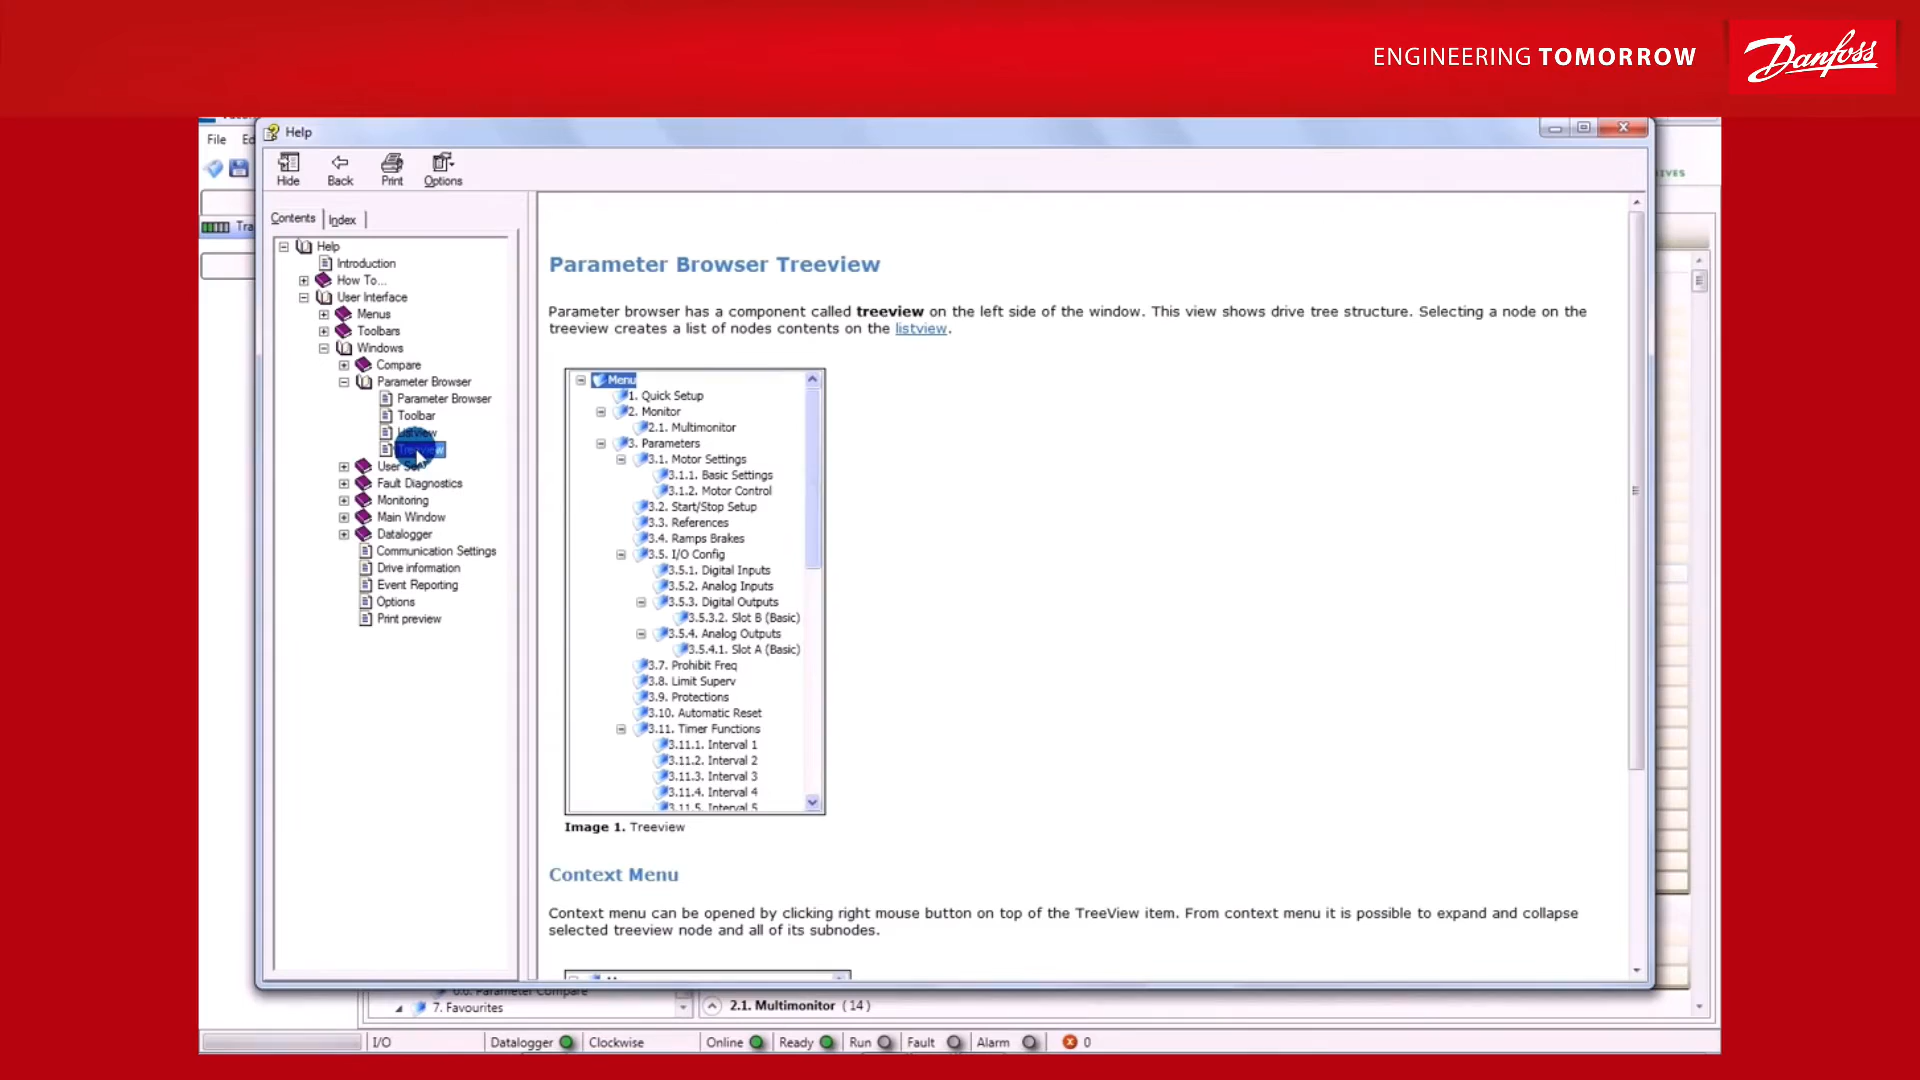 ENGINEERING TOMORROW
Danfoss
File
Help
Hide
Back
Print
Options
Contents
Index
Help
Introduction
How To...
User Interface
Menus
Toolbars
Windows
Compare
Parameter Browser
Parameter Browser
Toolbar
Listview
Treeview
Fault Diagnostics
Monitoring
Main Window
Datalogger
Communication Settings
Drive information
Event Reporting
Options
Print preview
Parameter Browser Treeview
Parameter browser has a component called treeview on the left side of the window. This view shows drive tree structure. Selecting a node on the
treeview creates a list of nodes contents on the listview.
Menu
1. Quick Setup
2. Monitor
2.1. Multimonitor
3. Parameters
3.1. Motor Settings
3.1.1. Basic Settings
3.1.2. Motor Control
3.2. Start/Stop Setup
3.3. References
3.4. Ramps Brakes
3.5. I/O Config
3.5.1. Digital Inputs
3.5.2. Analog Inputs
3.5.3. Digital Outputs
3.5.3.2. Slot B (Basic)
3.5.4. Analog Outputs
3.5.4.1. Slot A (Basic)
3.7. Prohibit Freq
3.8. Limit Superv
3.9. Protections
3.10. Automatic Reset
3.11. Timer Functions
3.11.1. Interval 1
3.11.2. Interval 2
3.11.3. Interval 3
3.11.4. Interval 4
3.11.5. Interval 5
Image 1. Treeview
Context Menu
Context menu can be opened by clicking right mouse button on top of the TreeView item. From context menu it is possible to expand and collapse
selected treeview node and all of its subnodes.
6.6. Parameter Compare
7. Favourites
2.1. Multimonitor (14)
I/O
Datalogger
Clockwise
Online
Ready
Run
Fault
Alarm
0